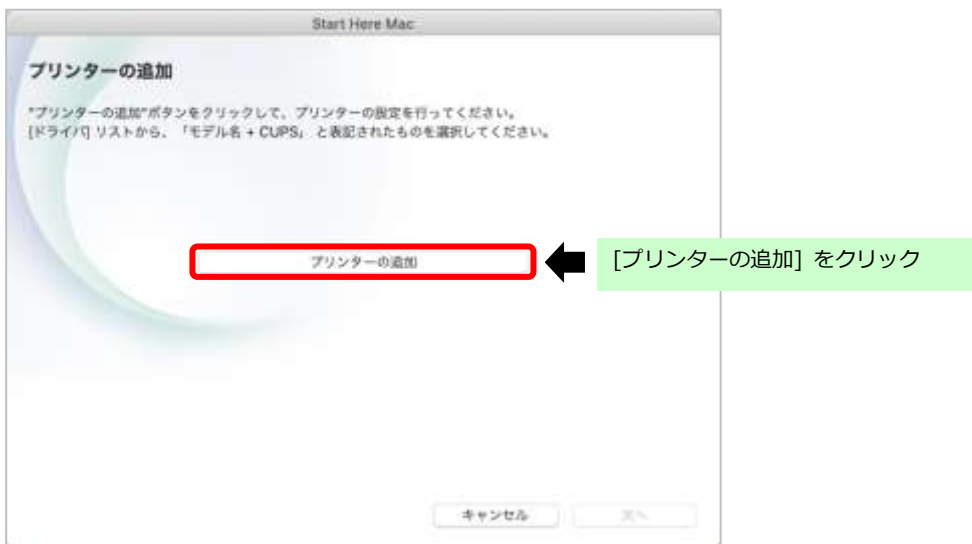 Start Here Mac
プリンターの追加
"プリンターの追加"ボタンをクリックして、プリンターの設定を行ってください。
[ドライバ] リストから、「モデル名 + CUPS」 と表記されたものを選択してください。
プリンターの追加
[プリンターの追加] をクリック
キャンセル
次へ